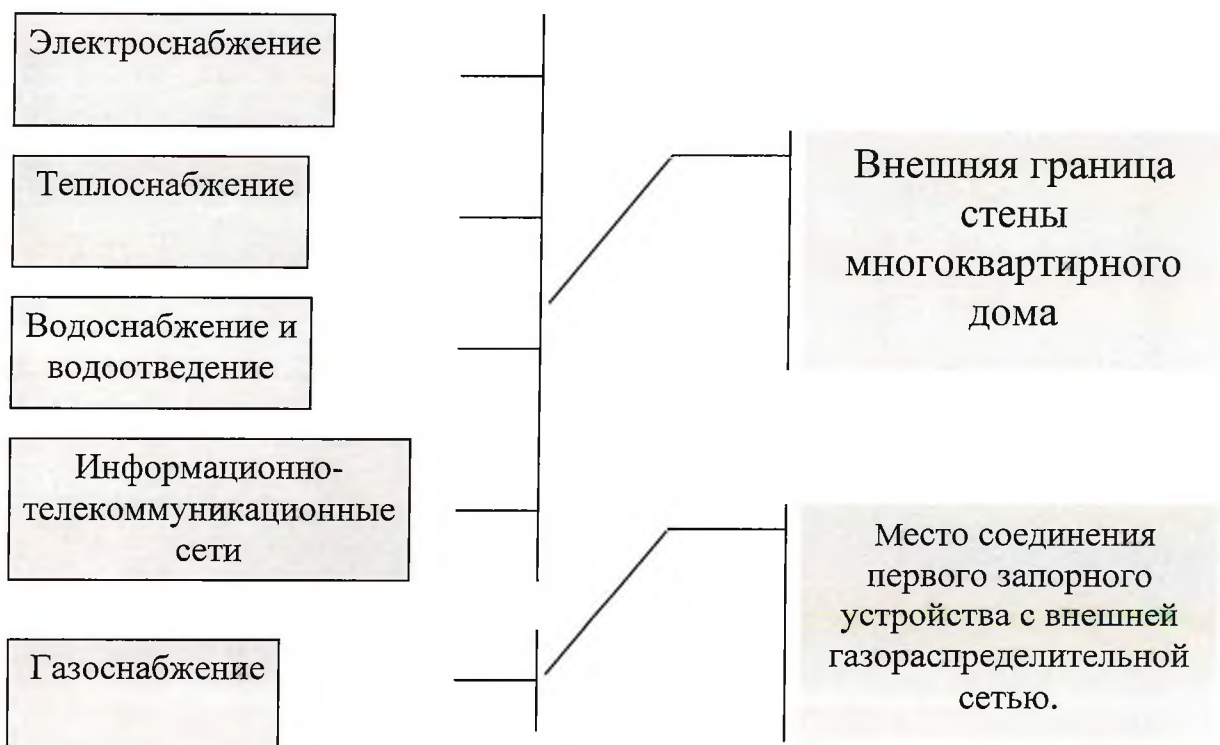 Электроснабжение
Теплоснабжение
Водоснабжение и
водоотведение
Информационно-
телекоммуникационные
сети
Газоснабжение
Внешняя граница
стены
многоквартирного
дома
Место соединения
первого запорного
устройства с внешней
газораспределительной
сетью.